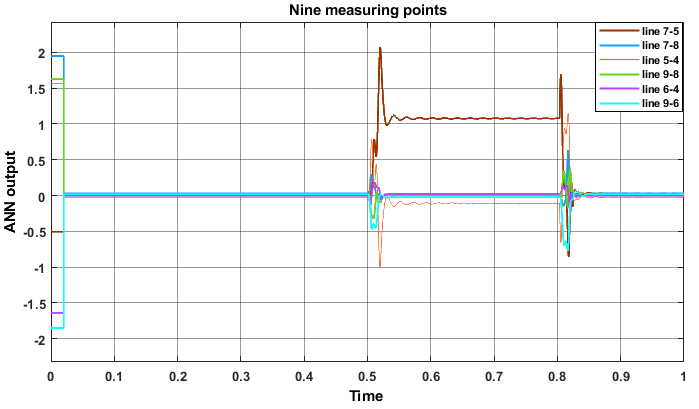 Nine measuring points
line 7-5
line 7-8
line 5-4
line 9-8
line 6-4
line 9-6
ANN output
2
1.5
1
0.5
0
-0.5
-1
-1.5
-2
0 0.1 0.2 0.3 0.4 0.5 0.6 0.7 0.8 0.9 1
Time